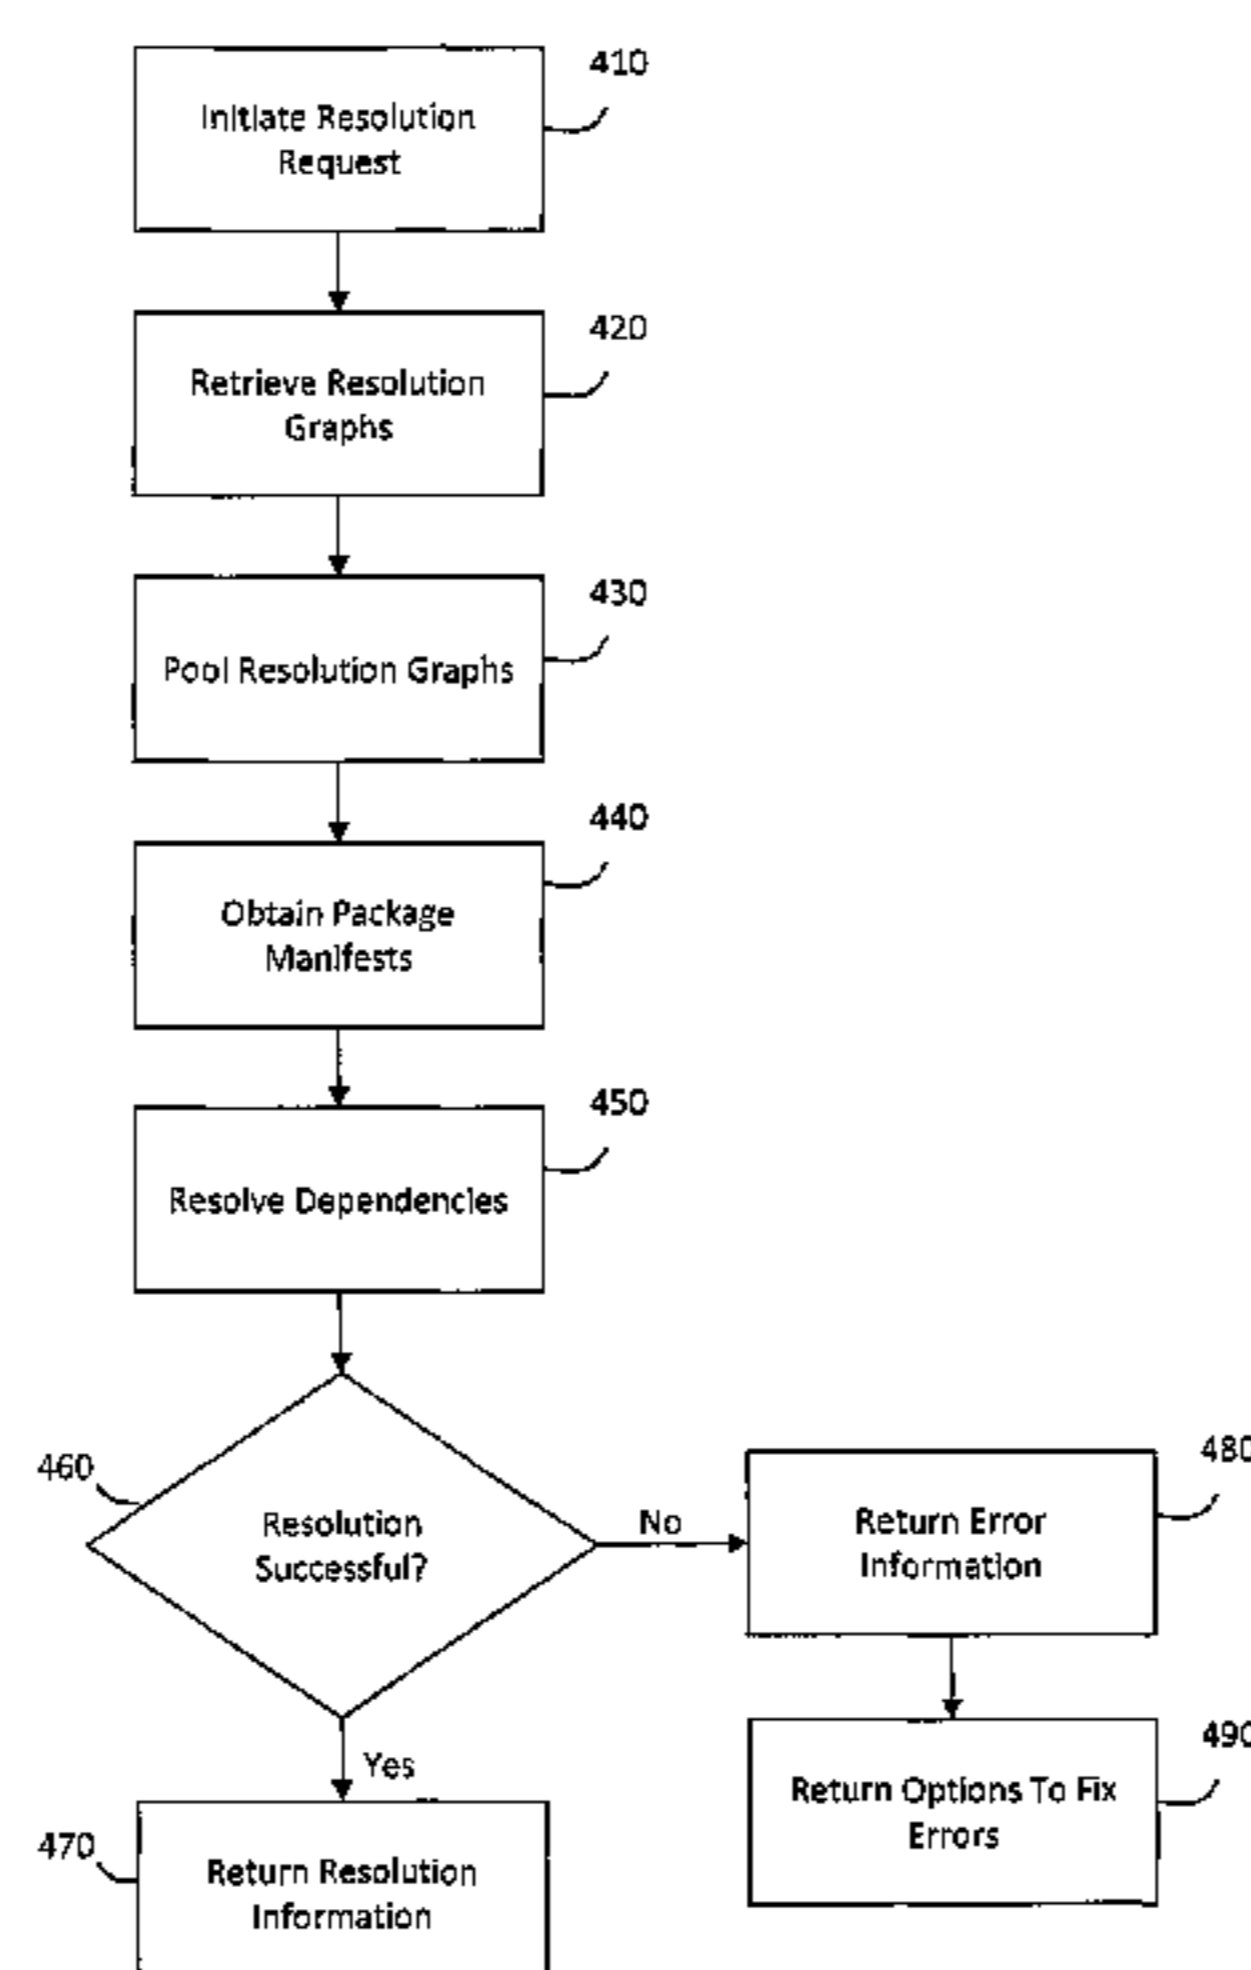 410
Initiate Resolution
Request
420
Retrieve Resolution
Graphs
430
Pool Resolution Graphs
440
Obtain Package
Manifests
450
Resolve Dependencies
460
Resolution
Successful?
No
480
Return Error
Information
Yes
490
Return Options To Fix
Errors
470
Return Resolution
Information